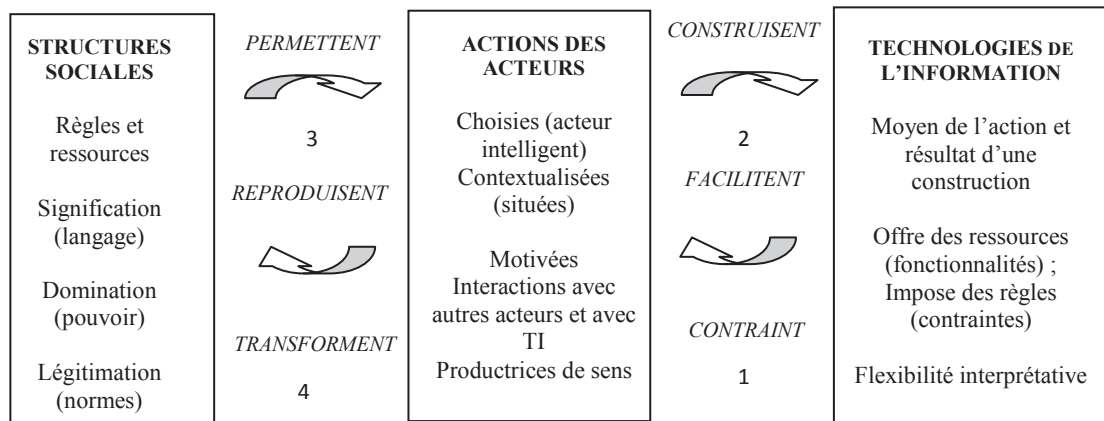 STRUCTURES
SOCIALES
Règles et
ressources
Signification
(langage)
Domination
(pouvoir)
Légitimation
(normes)
PERMETTENT
3
REPRODUISENT
TRANSFORMENT
4
ACTIONS DES
ACTEURS
Choisies (acteur
intelligent)
Contextualisées
(situées)
Motivées
Interactions avec
autres acteurs et avec
TI
Productrices de sens
CONSTRUISENT
2
FACILITENT
CONTRAINT
1
TECHNOLOGIES DE
L’INFORMATION
Moyen de l’action et
résultat d’une
construction
Offre des ressources
(fonctionnalités) ;
Impose des règles
(contraintes)
Flexibilité interprétative